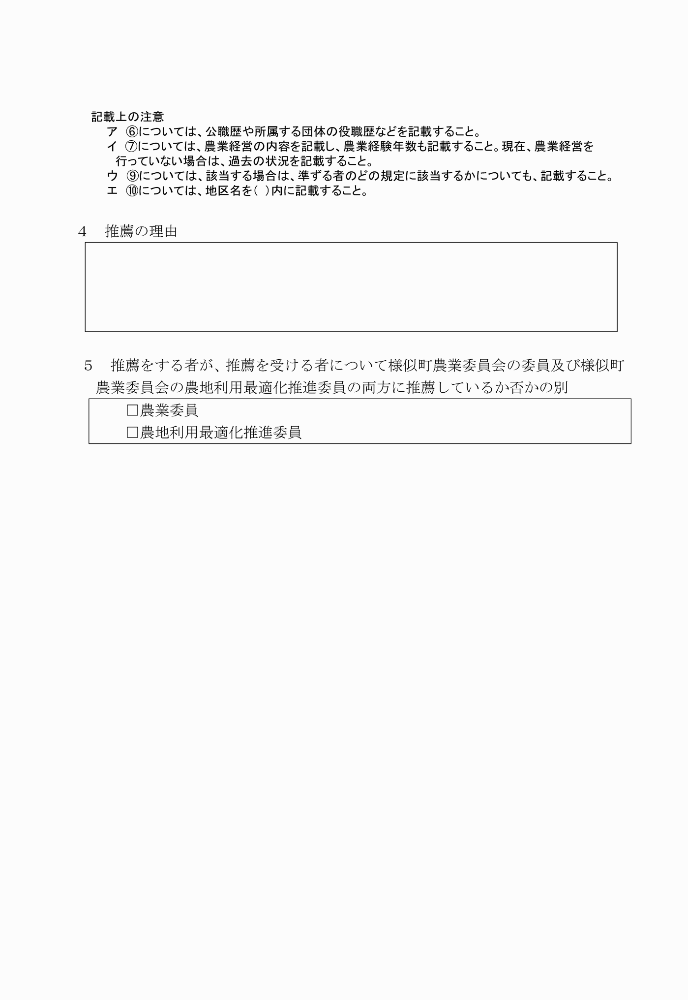 記載上の注意
ア ⑥については、公職歴や所属する団体の役職歴などを記載すること。
イ ⑦については、農業経営の内容を記載し、農業経験年数も記載すること。現在、農業経営を
行っていない場合は、過去の状況を記載すること。
ウ ⑨については、該当する場合は、準ずる者のどの規定に該当するかについても、記載すること。
エ ⑩については、地区名を( )内に記載すること。
４　推薦の理由
５　推薦をする者が、推薦を受ける者について様似町農業委員会の委員及び様似町
農業委員会の農地利用最適化推進委員の両方に推薦しているか否かの別
□農業委員
□農地利用最適化推進委員